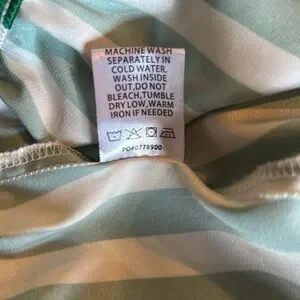 MACHINE WASH
SEPARATELY IN
COLD WATER,
WASH INSIDE
OUT,DO NOT
BLEACH,TUMBLE
DRY LOW,WARM
IRON IF NEEDED
PO#0778900